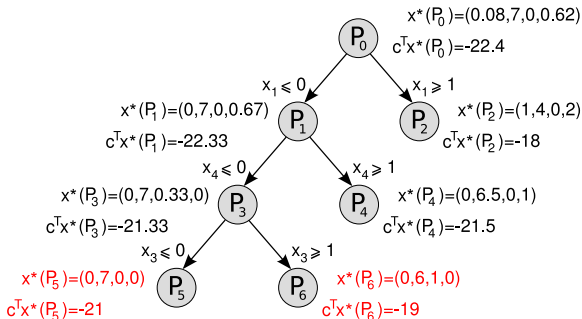 x*(P₀)=(0.08,7,0,0.62)
P₀
cᵀx*(P₀)=-22.4
x₁⩽0
x₁⩾1
x*(P₁)=(0,7,0,0.67)
P₁
P₂
x*(P₂)=(1,4,0,2)
cᵀx*(P₁)=-22.33
cᵀx*(P₂)=-18
x₄⩽0
x₄⩾1
x*(P₃)=(0,7,0.33,0)
P₃
P₄
x*(P₄)=(0,6.5,0,1)
cᵀx*(P₃)=-21.33
cᵀx*(P₄)=-21.5
x₃⩽0
x₃⩾1
x*(P₅)=(0,7,0,0)
P₅
P₆
x*(P₆)=(0,6,1,0)
cᵀx*(P₅)=-21
cᵀx*(P₆)=-19